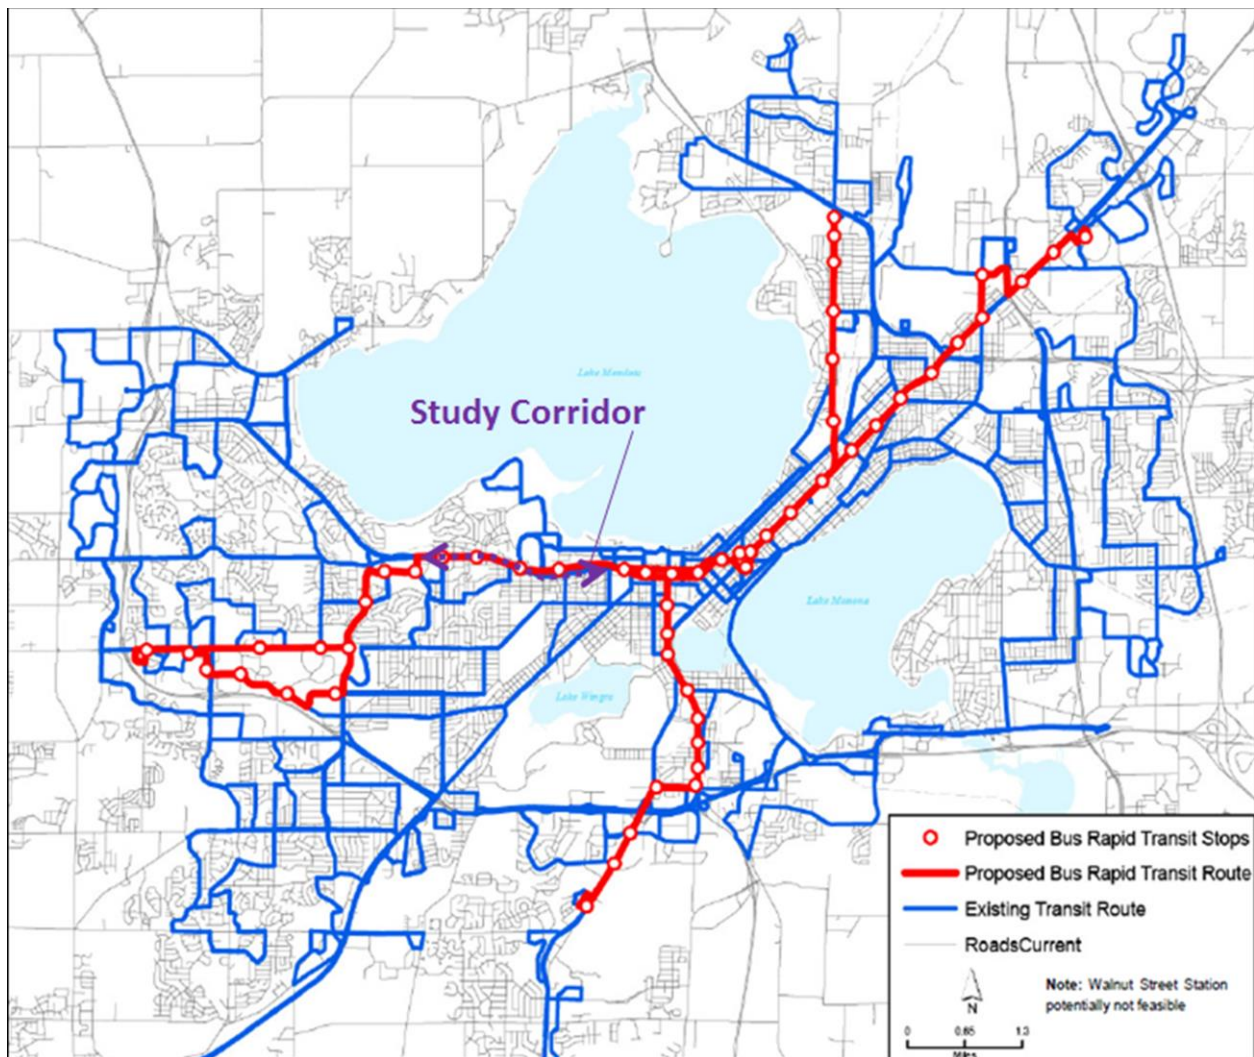 Lake Mendota
Study Corridor
Lake Monona
Lake Wingra
Proposed Bus Rapid Transit Stops
Proposed Bus Rapid Transit Route
Existing Transit Route
RoadsCurrent
Note: Walnut Street Station
potentially not feasible
N
0 0.65 1.3
Miles